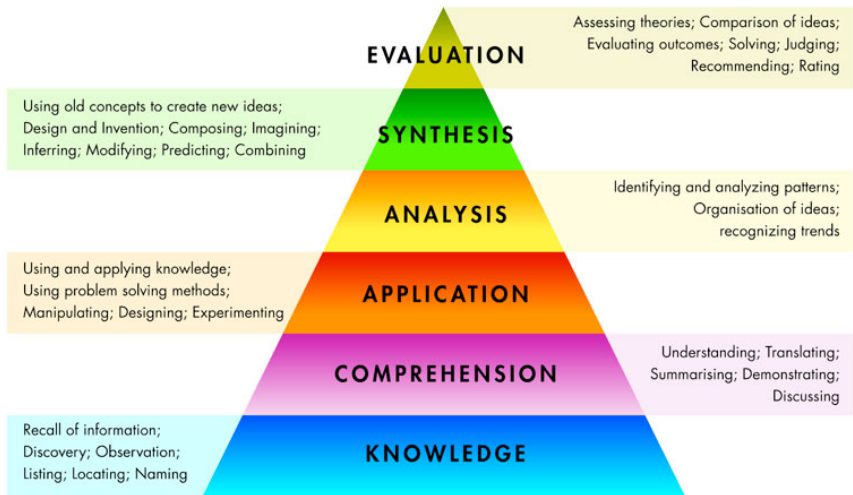 EVALUATION
Assessing theories; Comparison of ideas;
Evaluating outcomes; Solving; Judging;
Recommending; Rating
Using old concepts to create new ideas;
Design and Invention; Composing; Imagining;
Inferring; Modifying; Predicting; Combining
SYNTHESIS
ANALYSIS
Identifying and analyzing patterns;
Organisation of ideas;
recognizing trends
Using and applying knowledge;
Using problem solving methods;
Manipulating; Designing; Experimenting
APPLICATION
COMPREHENSION
Understanding; Translating;
Summarising; Demonstrating;
Discussing
Recall of information;
Discovery; Observation;
Listing; Locating; Naming
KNOWLEDGE